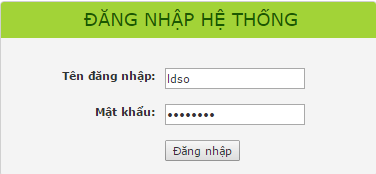 ĐĂNG NHẬP HỆ THỐNG
Tên đăng nhập: ldso
Mật khẩu: ••••••••
Đăng nhập